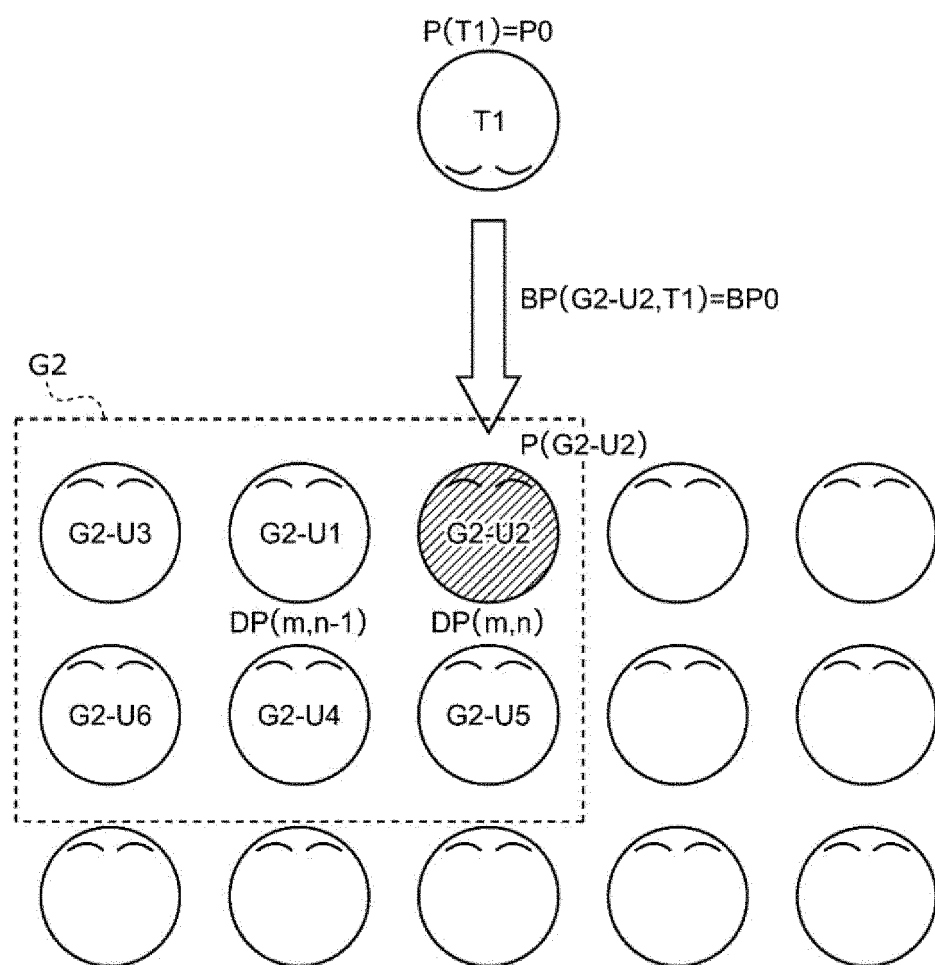 P(T1)=P0
T1
BP(G2-U2,T1)=BP0
G2
P(G2-U2)
G2-U3 G2-U1 G2-U2
DP(m,n-1) DP(m,n)
G2-U6 G2-U4 G2-U5